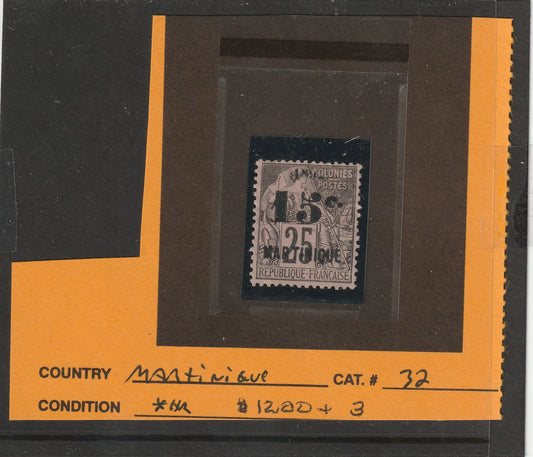 COLONIES
POSTES
15c.
25
MARTINIQUE
REPUBLIQUE-FRANÇAISE
COUNTRY Martinique CAT. # 32
CONDITION *HR $1200+ 3